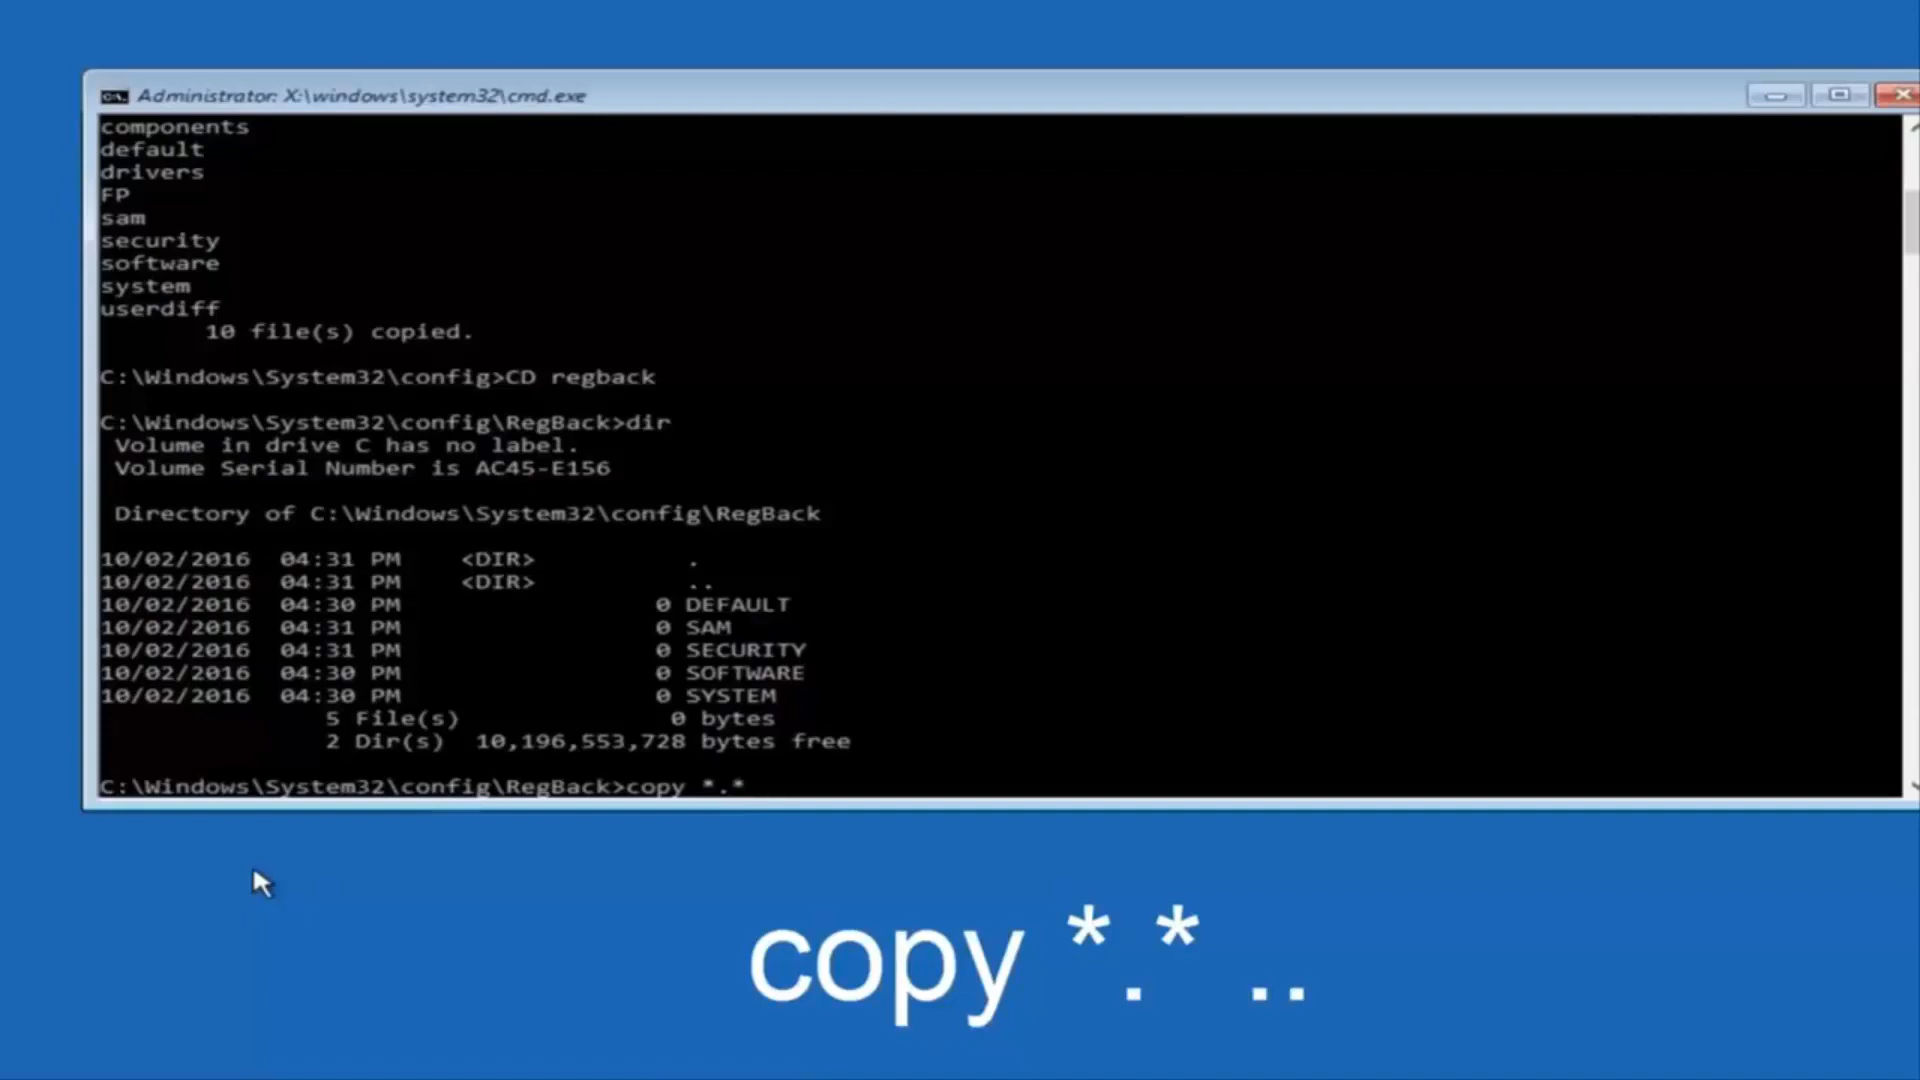 Administrator: X:\windows\system32\cmd.exe
components
default
drivers
FP
sam
security
software
system
userdiff
10 file(s) copied.
C:\Windows\System32\config>CD regback
C:\Windows\System32\config\RegBack>dir
Volume in drive C has no label.
Volume Serial Number is AC45-E156
Directory of C:\Windows\System32\config\RegBack
10/02/2016 04:31 PM <DIR> .
10/02/2016 04:31 PM <DIR> ..
10/02/2016 04:30 PM 0 DEFAULT
10/02/2016 04:31 PM 0 SAM
10/02/2016 04:31 PM 0 SECURITY
10/02/2016 04:30 PM 0 SOFTWARE
10/02/2016 04:30 PM 0 SYSTEM
5 File(s) 0 bytes
2 Dir(s) 10,196,553,728 bytes free
C:\Windows\System32\config\RegBack>copy *.*
copy *.* ..